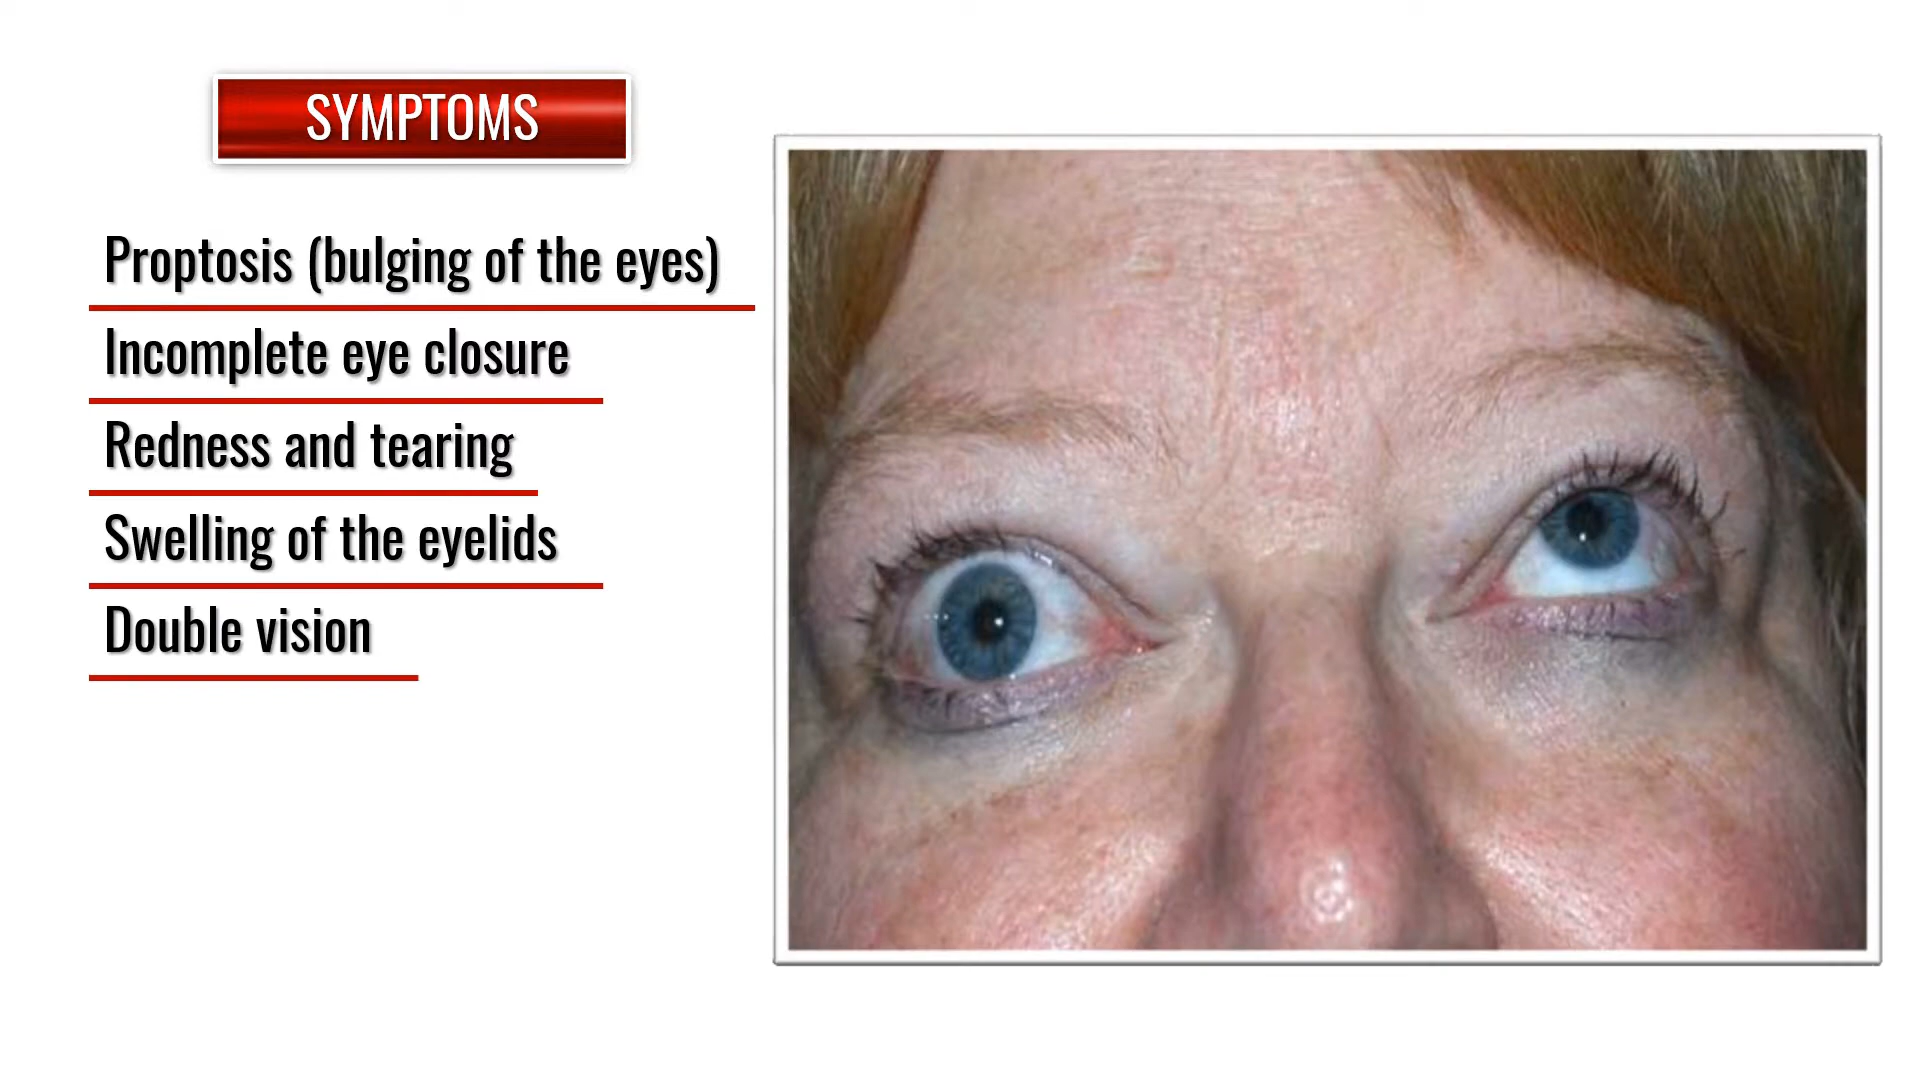 SYMPTOMS
Proptosis (bulging of the eyes)
Incomplete eye closure
Redness and tearing
Swelling of the eyelids
Double vision